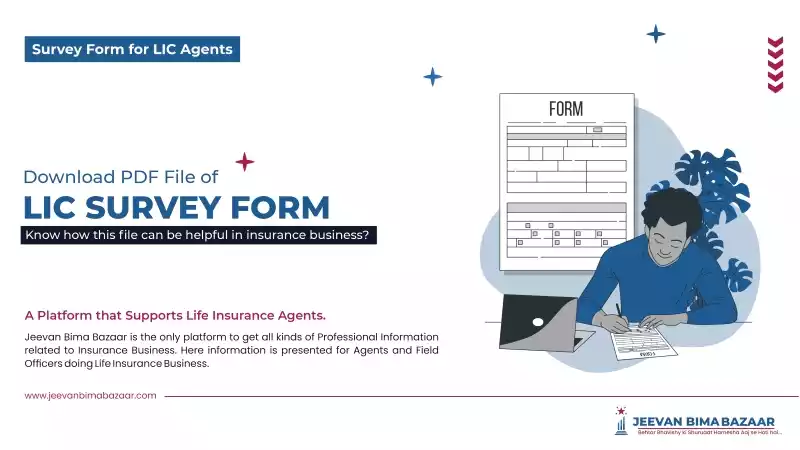 Survey Form for LIC Agents
FORM
Download PDF File of
LIC SURVEY FORM
Know how this file can be helpful in insurance business?
A Platform that Supports Life Insurance Agents.
Jeevan Bima Bazaar is the only platform to get all kinds of Professional Information
related to Insurance Business. Here information is presented for Agents and Field
Officers doing Life Insurance Business.
www.jeevanbimabazaar.com
JEEVAN BIMA BAZAAR
Behtar Bhavishy ki Shuruaat Hamesha Aaj se Hoti hai...